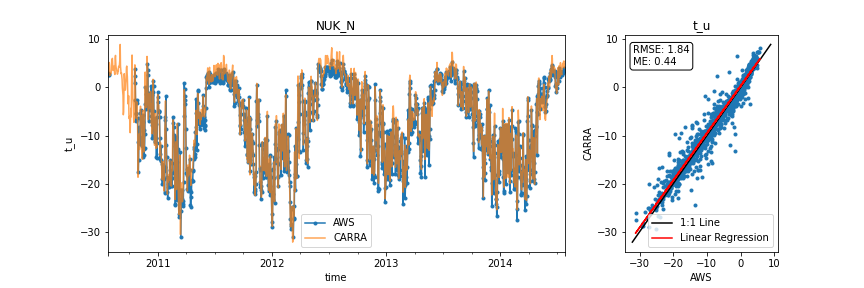 NUK_N
t_u
10
0
−10
−20
−30
t_u
2011
2012
2013
2014
time
AWS
CARRA
t_u
RMSE: 1.84
ME: 0.44
10
0
−10
−20
−30
CARRA
1:1 Line
Linear Regression
−30
−20
−10
0
10
AWS